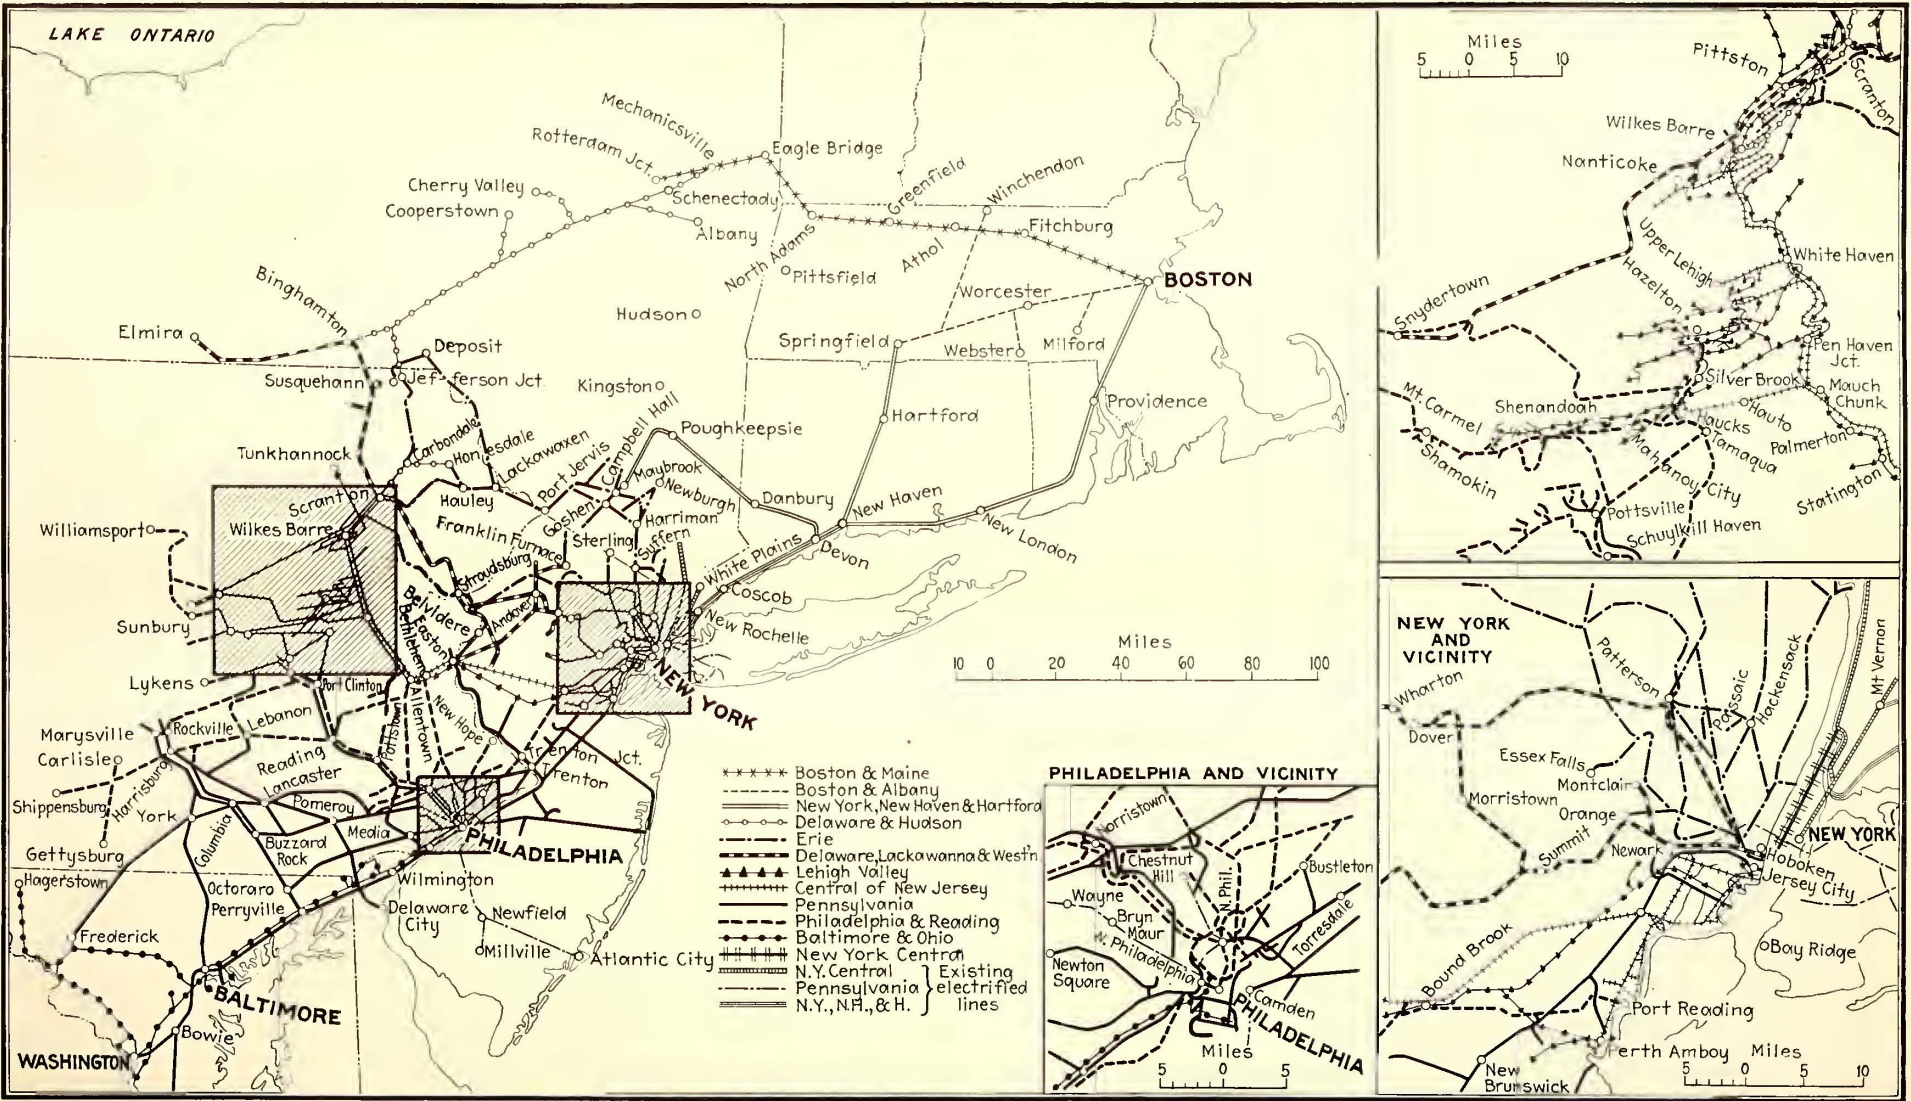 LAKE ONTARIO
Mechanicsville
Rotterdam Jct.
Eagle Bridge
Cherry Valley
Cooperstown
Schenectady
Albany
Greenfield
Winchendon
North Adams
Athol
Fitchburg
Pittsfield
BOSTON
Binghamton
Elmira
Hudson
Worcester
Springfield
Webster
Milford
Deposit
Susquehann
Jefferson Jct.
Kingston
Hartford
Providence
Poughkeepsie
Campbell Hall
Tunkhannock
Carbondale
Honesdale
Lackawaxen
Port Jervis
Maybrook
Newburgh
Danbury
New Haven
Scranton
Hauley
Goshen
Harriman
Williamsport
Wilkes Barre
Franklin Furnace
Sterling
Suffern
White Plains
Devon
New London
Stroudsburg
Coscob
Belvidere
Andover
New Rochelle
Sunbury
Easton
Bethlehem
NEW YORK
Lykens
Port Clinton
Allentown
New Hope
Marysville
Rockville
Lebanon
Pottstown
Carlisle
Reading
Trenton Jct.
Trenton
Lancaster
Shippensburg
Harrisburg
Pomeroy
York
Columbia
Media
PHILADELPHIA
Gettysburg
Buzzard
Rock
Hagerstown
Octoraro
Wilmington
Perryville
Delaware
City
Newfield
Millville
Atlantic City
Frederick
BALTIMORE
Bowie
WASHINGTON
Miles
10 0 20 40 60 80 100
Boston & Maine
Boston & Albany
New York, New Haven & Hartford
Delaware & Hudson
Erie
Delaware, Lackawanna & West'n
Lehigh Valley
Central of New Jersey
Pennsylvania
Philadelphia & Reading
Baltimore & Ohio
New York Central
N.Y. Central
Pennsylvania
N.Y., N.H., & H.
Existing
electrified
lines
PHILADELPHIA AND VICINITY
Norristown
Chestnut
Hill
N. Phil.
Bustleton
Wayne
Bryn
Maur
Torresdale
W. Philadelphia
Newton
Square
Camden
PHILADELPHIA
Miles
5 0 5
Miles
5 0 5 10
Pittston
Scranton
Wilkes Barre
Nanticoke
Upper Lehigh
White Haven
Hazelton
Snydertown
Pen Haven
Jct.
Silver Brook
Mauch
Chunk
Mt. Carmel
Shenandoah
Hauto
Haucks
Palmerton
Tamaqua
Shamokin
Mahanoy City
Statington
Pottsville
Schuylkill Haven
NEW YORK
AND
VICINITY
Patterson
Wharton
Dover
Passaic
Hackensack
Mt Vernon
Essex Falls
Montclair
Morristown
Orange
NEW YORK
Summit
Newark
Hoboken
Jersey City
Bound Brook
Bay Ridge
Port Reading
Perth Amboy
New
Brunswick
Miles
5 0 5 10